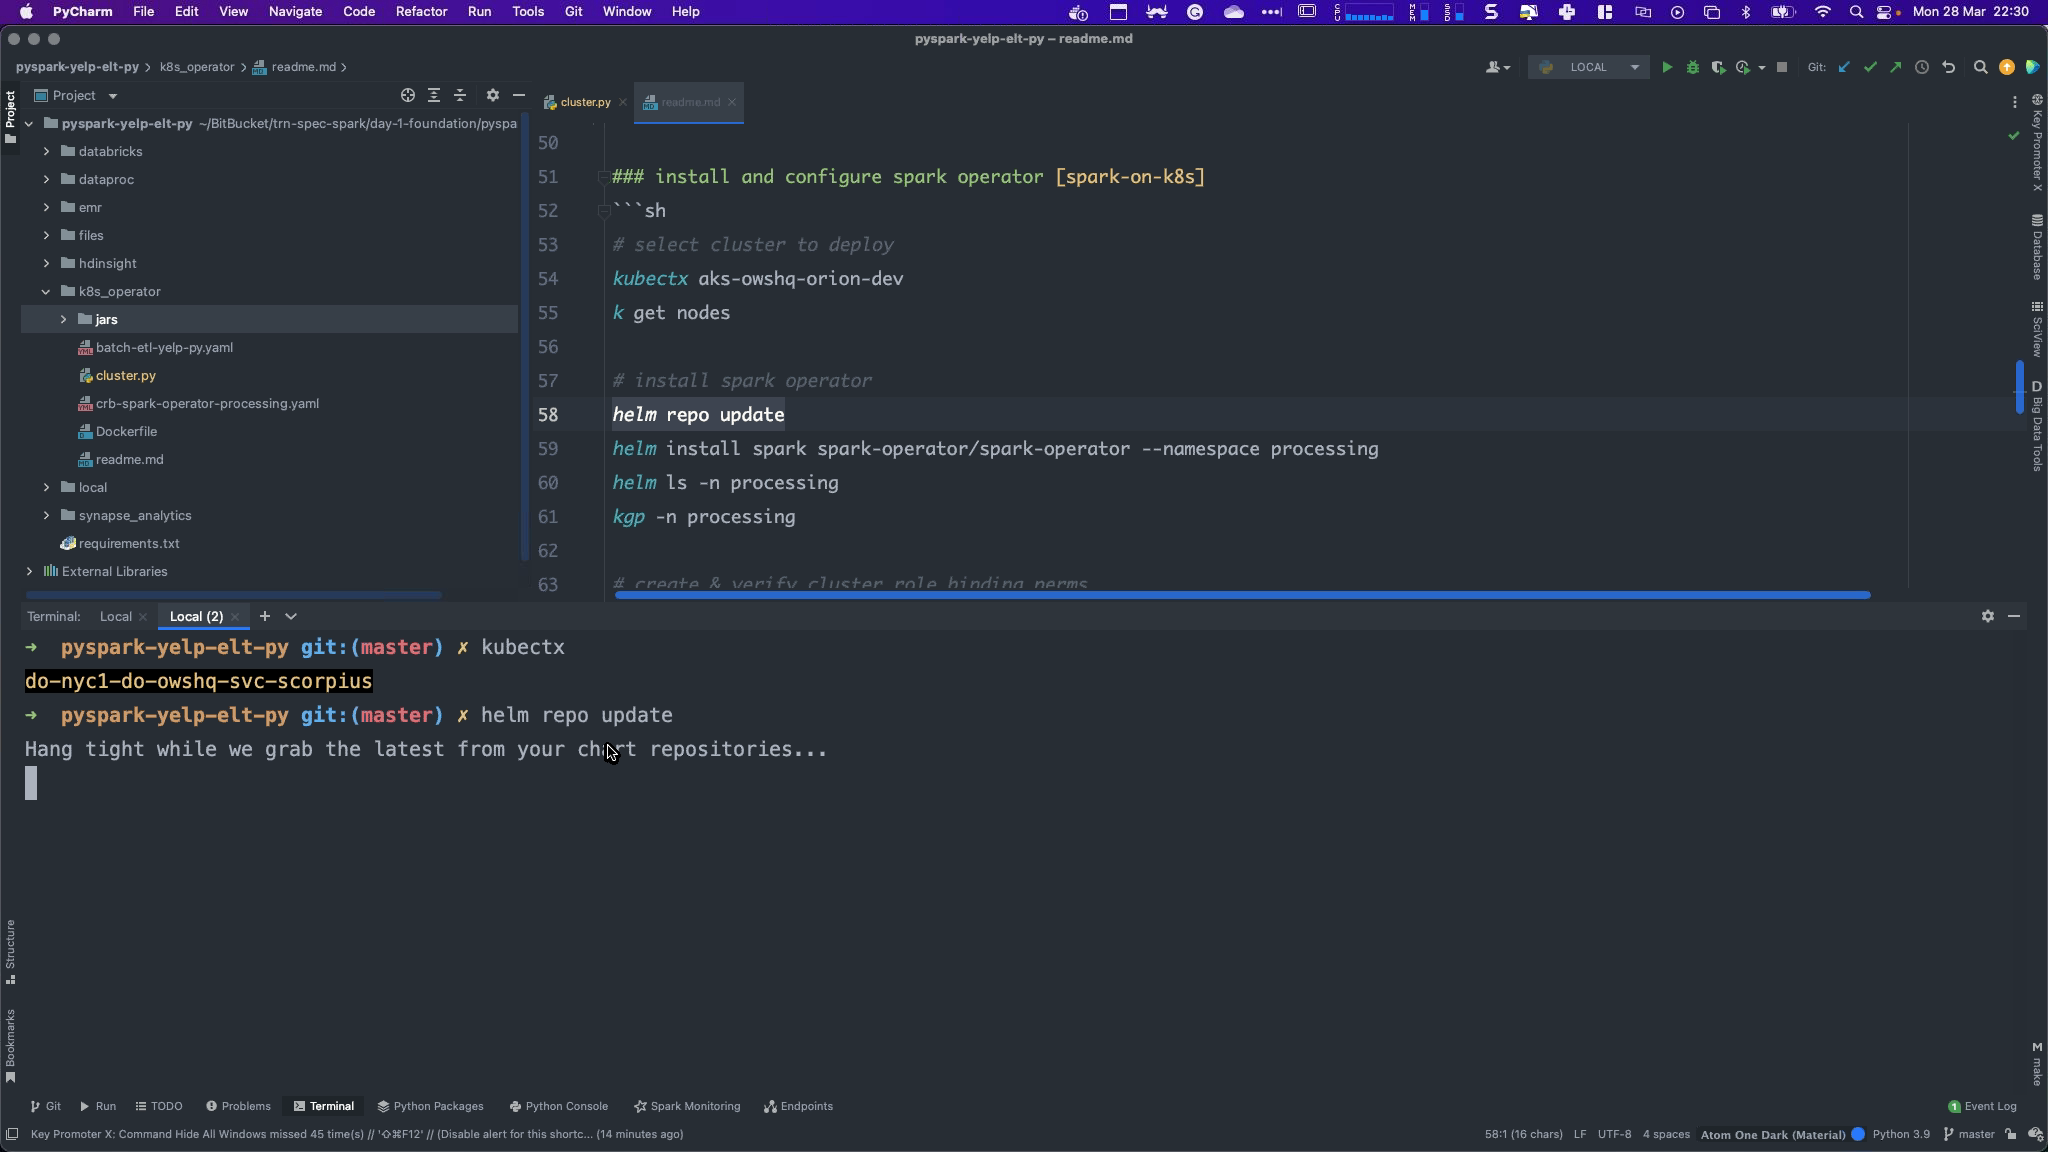 PyCharm File Edit View Navigate Code Refactor Run Tools Git Window Help Mon 28 Mar 22:30
pyspark-yelp-elt-py – readme.md
pyspark-yelp-elt-py k8s_operator readme.md LOCAL Git:
Project
cluster.py readme.md
pyspark-yelp-elt-py ~/BitBucket/trn-spec-spark/day-1-foundation/pyspa
databricks
dataproc
emr
files
hdinsight
k8s_operator
jars
batch-etl-yelp-py.yaml
cluster.py
crb-spark-operator-processing.yaml
Dockerfile
readme.md
local
synapse_analytics
requirements.txt
External Libraries
50
51 ### install and configure spark operator [spark-on-k8s]
52 ```sh
53 # select cluster to deploy
54 kubectx aks-owshq-orion-dev
55 k get nodes
56
57 # install spark operator
58 helm repo update
59 helm install spark spark-operator/spark-operator --namespace processing
60 helm ls -n processing
61 kgp -n processing
62
63 # create & verify cluster role binding perms
Project
Structure
Bookmarks
Key Promoter X
Database
SciView
D Big Data Tools
M make
Terminal: Local Local (2)
➜ pyspark-yelp-elt-py git:(master) ✗ kubectx
do-nyc1-do-owshq-svc-scorpius
➜ pyspark-yelp-elt-py git:(master) ✗ helm repo update
Hang tight while we grab the latest from your chart repositories...
Git Run TODO Problems Terminal Python Packages Python Console Spark Monitoring Endpoints 1 Event Log
Key Promoter X: Command Hide All Windows missed 45 time(s) // '⇧⌘F12' // (Disable alert for this shortc... (14 minutes ago) 58:1 (16 chars) LF UTF-8 4 spaces Atom One Dark (Material) Python 3.9 master